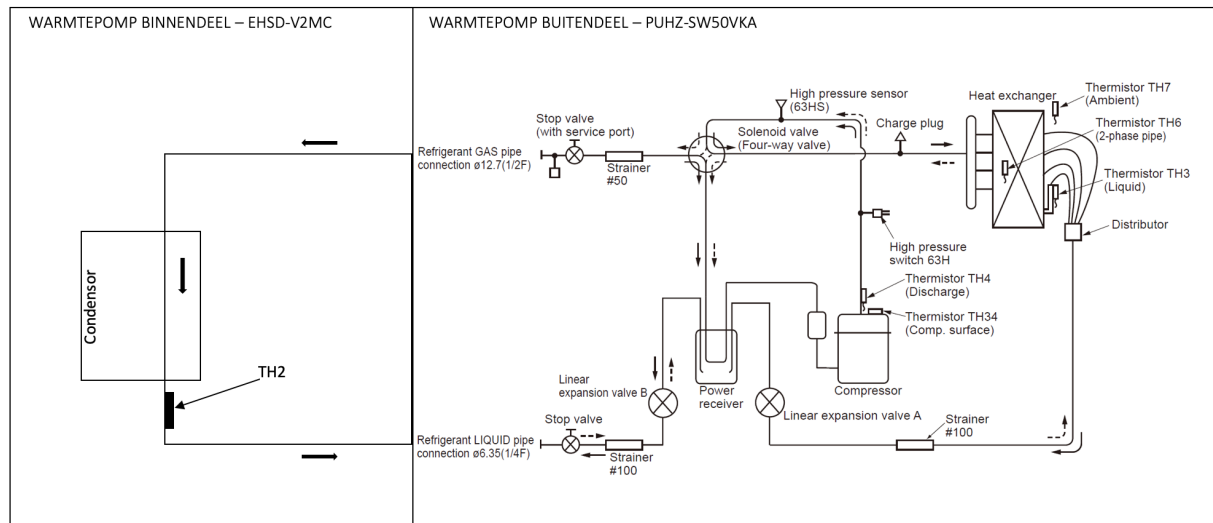 WARMTEPOMP BINNENDEEL – EHSD-V2MC
WARMTEPOMP BUITENDEEL – PUHZ-SW50VKA
Condensor
TH2
High pressure sensor
(63HS)
Heat exchanger
Thermistor TH7
(Ambient)
Stop valve
(with service port)
Solenoid valve
(Four-way valve)
Charge plug
Thermistor TH6
(2-phase pipe)
Refrigerant GAS pipe
connection ø12.7(1/2F)
Strainer
#50
Thermistor TH3
(Liquid)
Distributor
High pressure
switch 63H
Thermistor TH4
(Discharge)
Thermistor TH34
(Comp. surface)
Linear
expansion valve B
Power
receiver
Compressor
Linear expansion valve A
Stop valve
Strainer
#100
Refrigerant LIQUID pipe
connection ø6.35(1/4F)
Strainer
#100